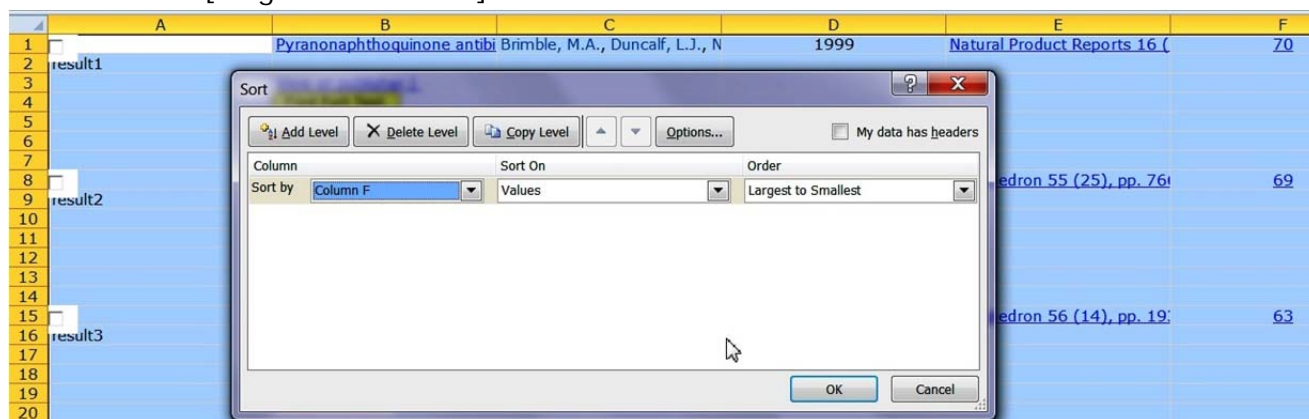 A B C D E F
1 Pyranonaphthoquinone antibi Brimble, M.A., Duncalf, L.J., N 1999 Natural Product Reports 16 ( 70
2 result1
3
4
5
6
7
8 edron 55 (25), pp. 76 69
9 result2
10
11
12
13
14
15 edron 56 (14), pp. 19 63
16 result3
17
18
19
20
Sort
Add Level Delete Level Copy Level Options... My data has headers
Column Sort On Order
Sort by Column F Values Largest to Smallest
OK Cancel